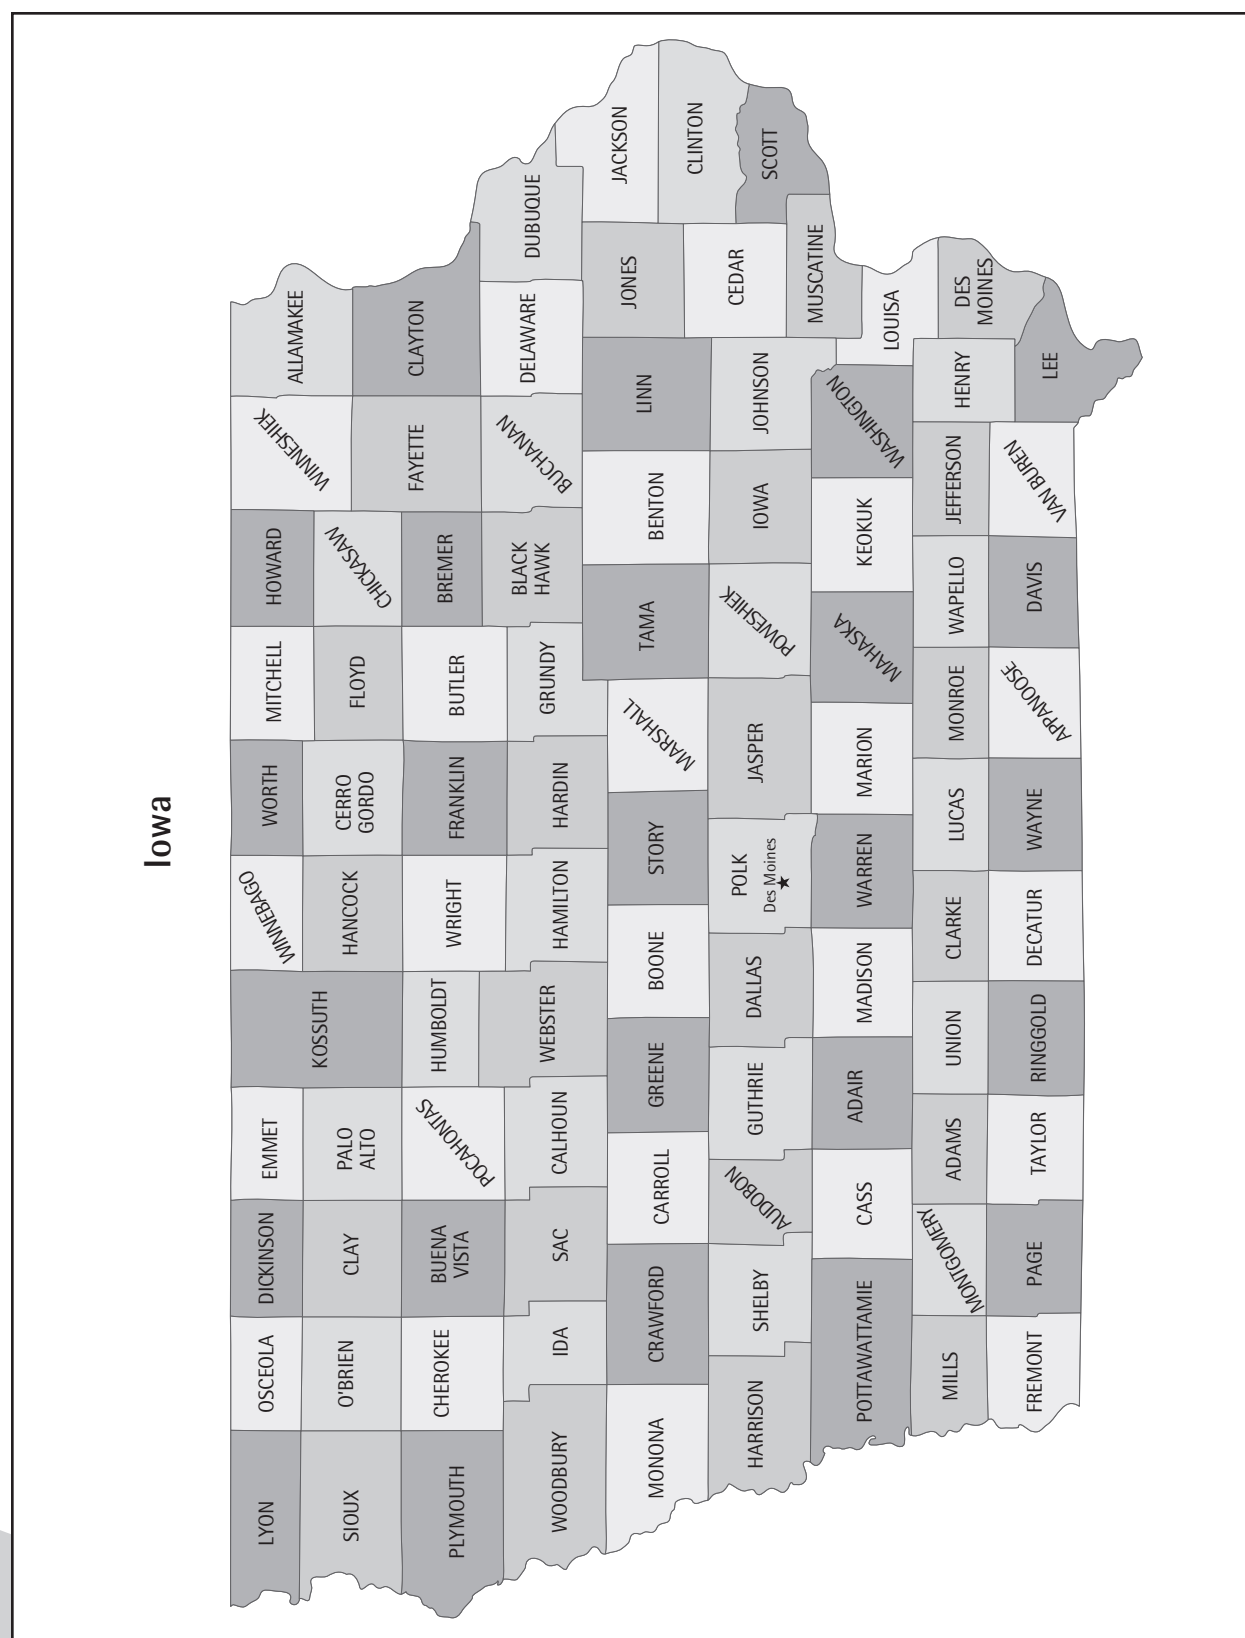 Iowa
LYON
OSCEOLA
DICKINSON
EMMET
KOSSUTH
WINNEBAGO
WORTH
MITCHELL
HOWARD
WINNESHIEK
ALLAMAKEE
SIOUX
O'BRIEN
CLAY
PALO
ALTO
HANCOCK
CERRO
GORDO
FLOYD
CHICKASAW
FAYETTE
CLAYTON
PLYMOUTH
CHEROKEE
BUENA
VISTA
POCAHONTAS
HUMBOLDT
WRIGHT
FRANKLIN
BUTLER
BREMER
WOODBURY
IDA
SAC
CALHOUN
WEBSTER
HAMILTON
HARDIN
GRUNDY
BLACK
HAWK
BUCHANAN
DELAWARE
DUBUQUE
MONONA
CRAWFORD
CARROLL
GREENE
BOONE
STORY
MARSHALL
TAMA
BENTON
LINN
JONES
JACKSON
CLINTON
HARRISON
SHELBY
AUDOBON
GUTHRIE
DALLAS
POLK
Des Moines
JASPER
POWESHIEK
IOWA
JOHNSON
CEDAR
SCOTT
MUSCATINE
POTTAWATTAMIE
CASS
ADAIR
MADISON
WARREN
MARION
MAHASKA
KEOKUK
WASHINGTON
LOUISA
MILLS
MONTGOMERY
ADAMS
UNION
CLARKE
LUCAS
MONROE
WAPELLO
JEFFERSON
HENRY
DES
MOINES
FREMONT
PAGE
TAYLOR
RINGGOLD
DECATUR
WAYNE
APPANOOSE
DAVIS
VAN BUREN
LEE